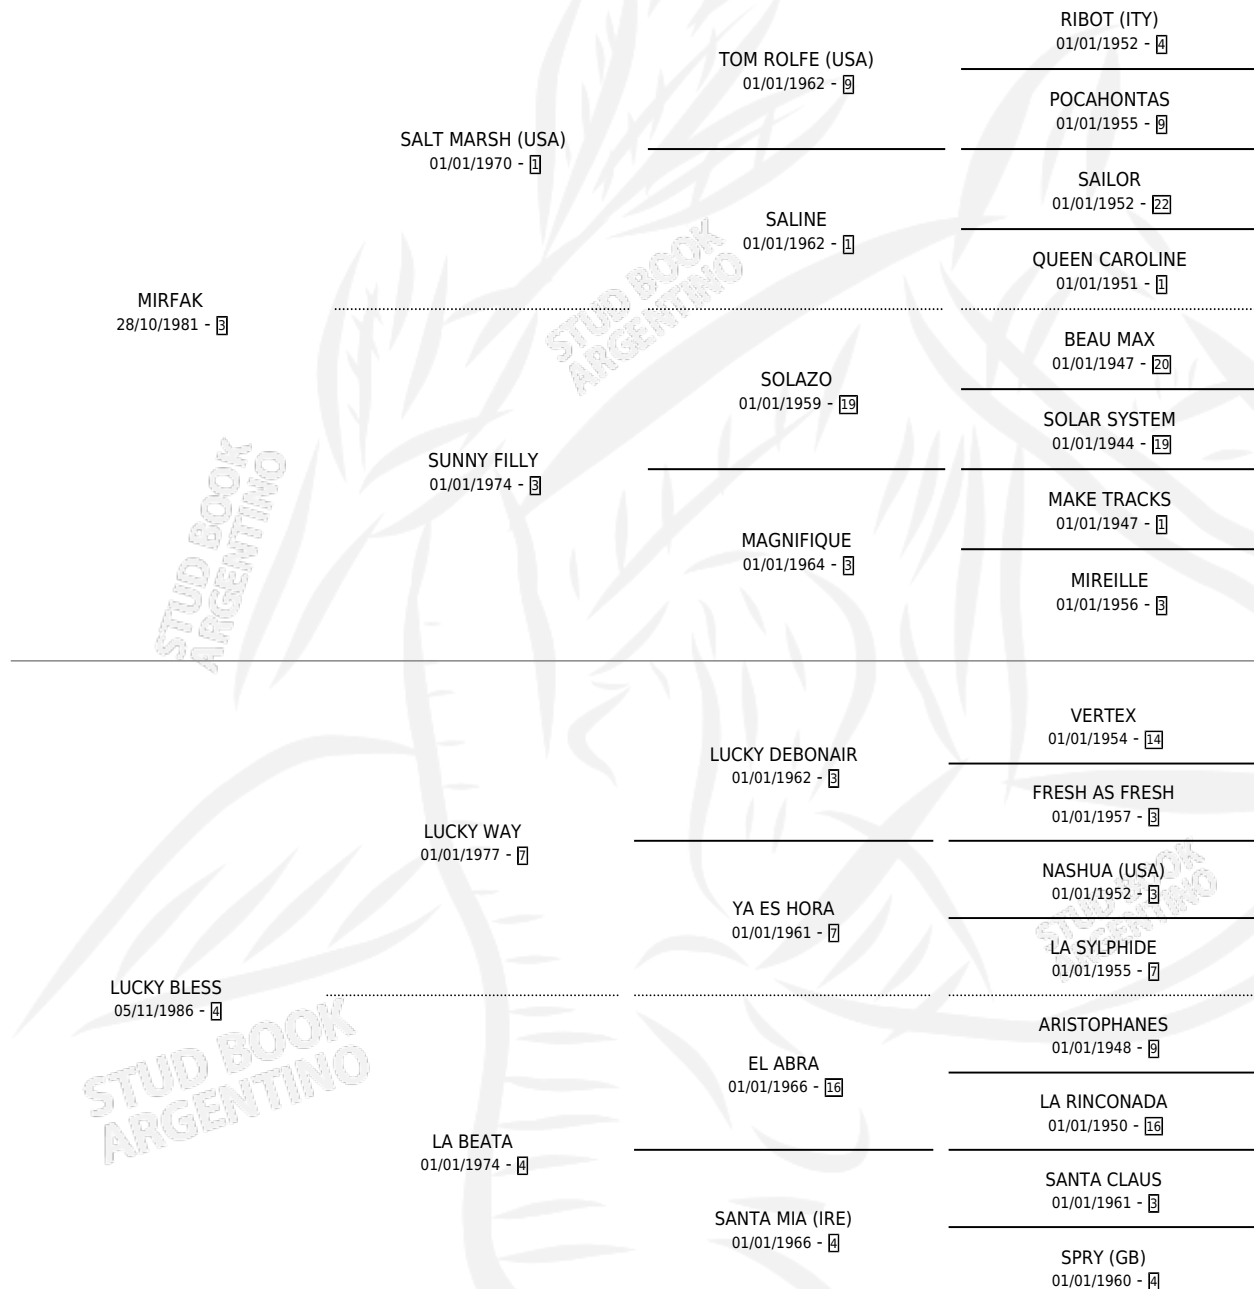 RIBOT (ITY)
01/01/1952 - 4
TOM ROLFE (USA)
01/01/1962 - 9
POCAHONTAS
01/01/1955 - 9
SALT MARSH (USA)
01/01/1970 - 1
SAILOR
01/01/1952 - 22
SALINE
01/01/1962 - 1
QUEEN CAROLINE
01/01/1951 - 1
MIRFAK
28/10/1981 - 3
STUD BOOK
ARGENTINO
BEAU MAX
01/01/1947 - 20
SOLAZO
01/01/1959 - 19
SOLAR SYSTEM
01/01/1944 - 19
SUNNY FILLY
01/01/1974 - 3
MAKE TRACKS
01/01/1947 - 1
MAGNIFIQUE
01/01/1964 - 3
MIREILLE
01/01/1956 - 3
STUD BOOK
ARGENTINO
VERTEX
01/01/1954 - 14
LUCKY DEBONAIR
01/01/1962 - 3
FRESH AS FRESH
01/01/1957 - 3
LUCKY WAY
01/01/1977 - 7
NASHUA (USA)
01/01/1952 - 3
YA ES HORA
01/01/1961 - 7
LA SYLPHIDE
01/01/1955 - 7
STUD BOOK
ARGENTINO
LUCKY BLESS
05/11/1986 - 4
ARISTOPHANES
01/01/1948 - 9
EL ABRA
01/01/1966 - 16
LA RINCONADA
01/01/1950 - 16
STUD BOOK
ARGENTINO
LA BEATA
01/01/1974 - 4
SANTA CLAUS
01/01/1961 - 3
SANTA MIA (IRE)
01/01/1966 - 4
SPRY (GB)
01/01/1960 - 4